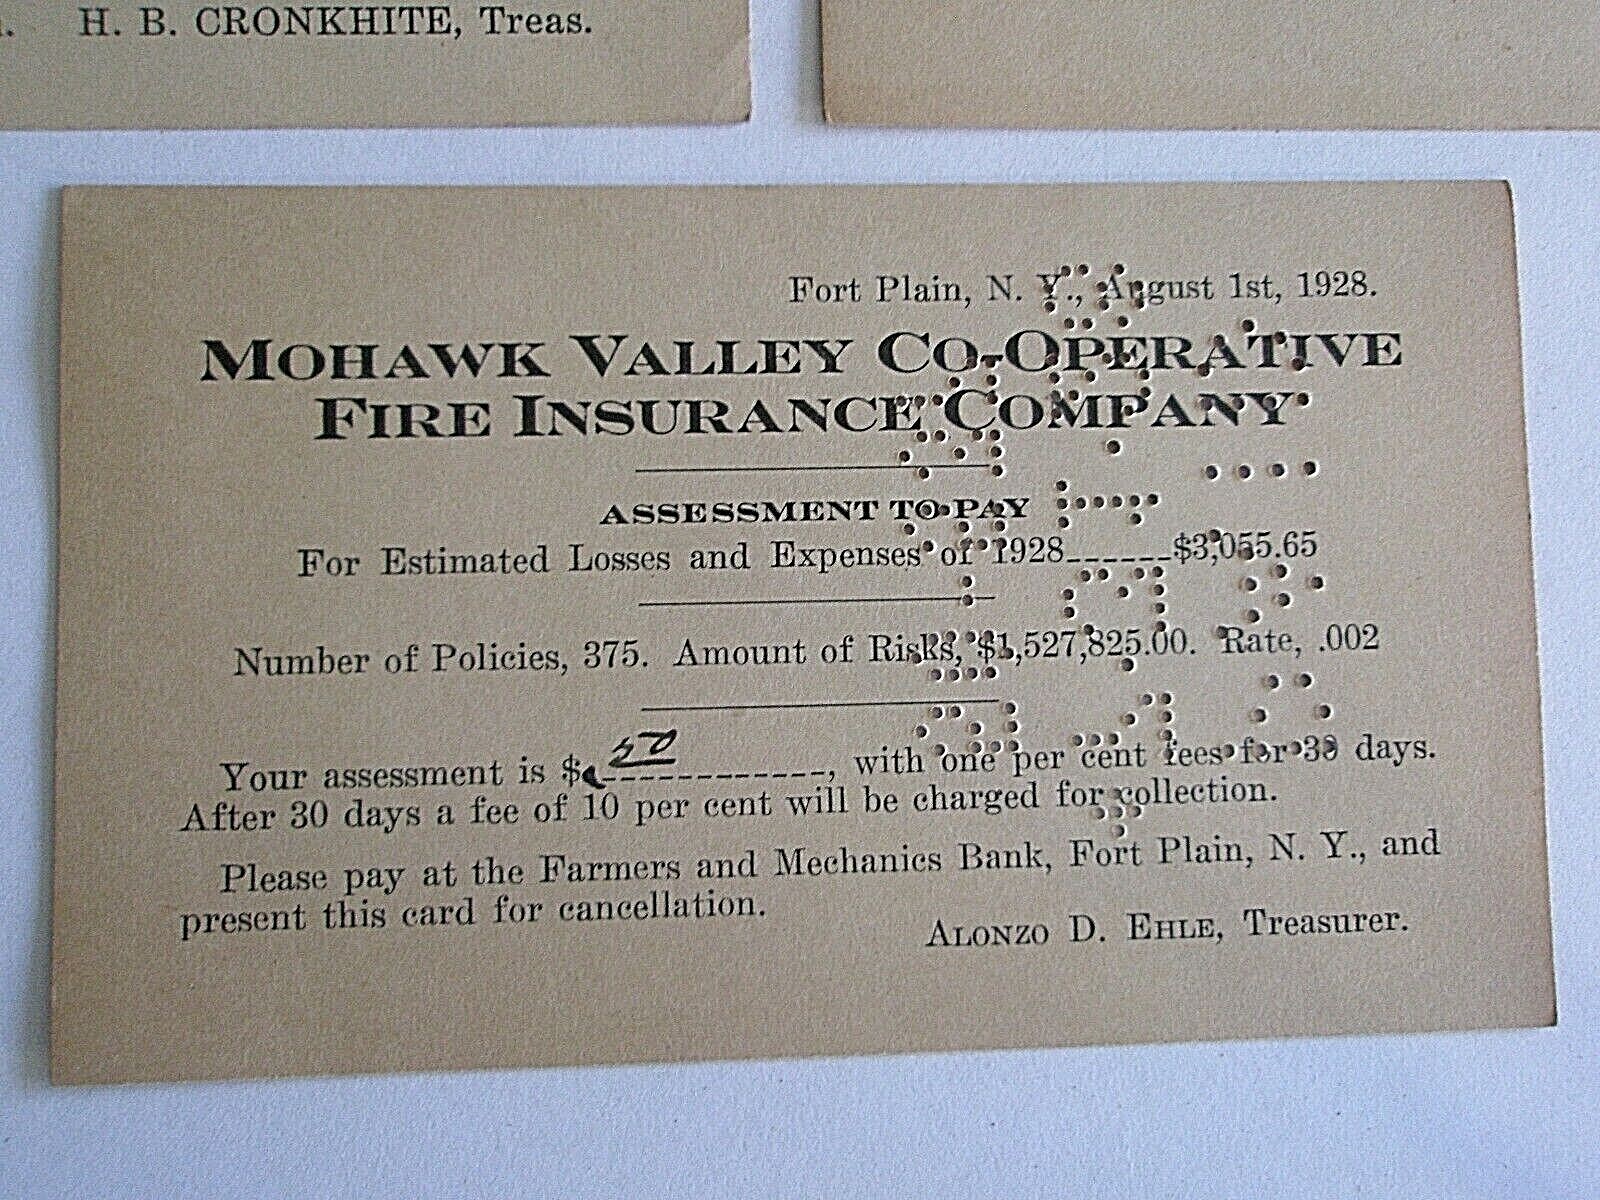 H. B. CRONKHITE, Treas.
Fort Plain, N. Y., August 1st, 1928.
MOHAWK VALLEY CO-OPERATIVE
FIRE INSURANCE COMPANY
ASSESSMENT TO PAY
For Estimated Losses and Expenses of 1928______$3,055.65
Number of Policies, 375. Amount of Risks, $1,527,825.00. Rate, .002
Your assessment is $ 50, with one per cent fees for 30 days.
After 30 days a fee of 10 per cent will be charged for collection.
Please pay at the Farmers and Mechanics Bank, Fort Plain, N. Y., and
present this card for cancellation.
ALONZO D. EHLE, Treasurer.